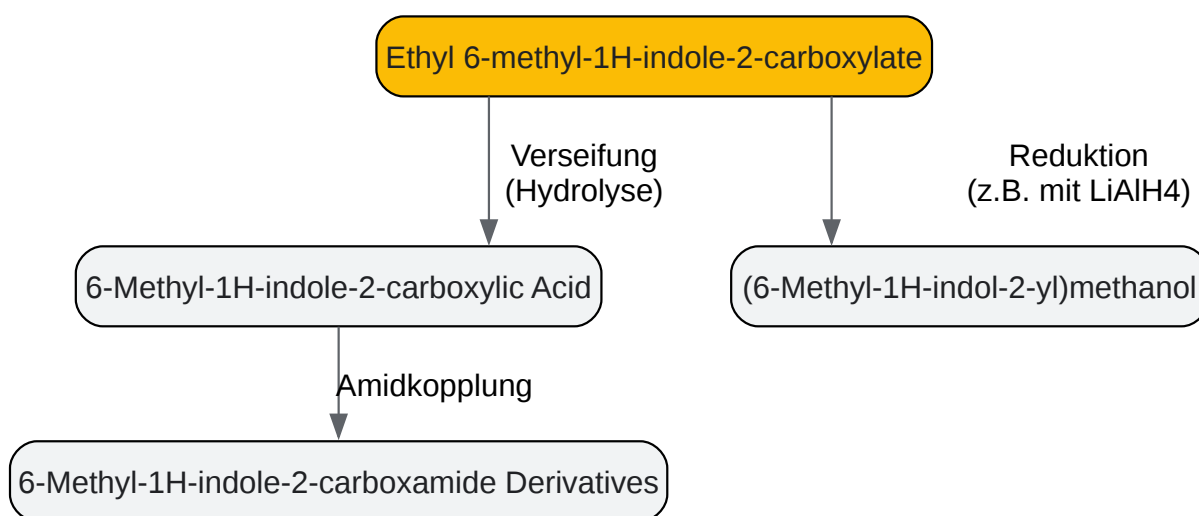 Ethyl 6-methyl-1H-indole-2-carboxylate
Verseifung
(Hydrolyse)
Reduktion
(z.B. mit LiAlH4)
6-Methyl-1H-indole-2-carboxylic Acid
(6-Methyl-1H-indol-2-yl)methanol
Amidkopplung
6-Methyl-1H-indole-2-carboxamide Derivatives